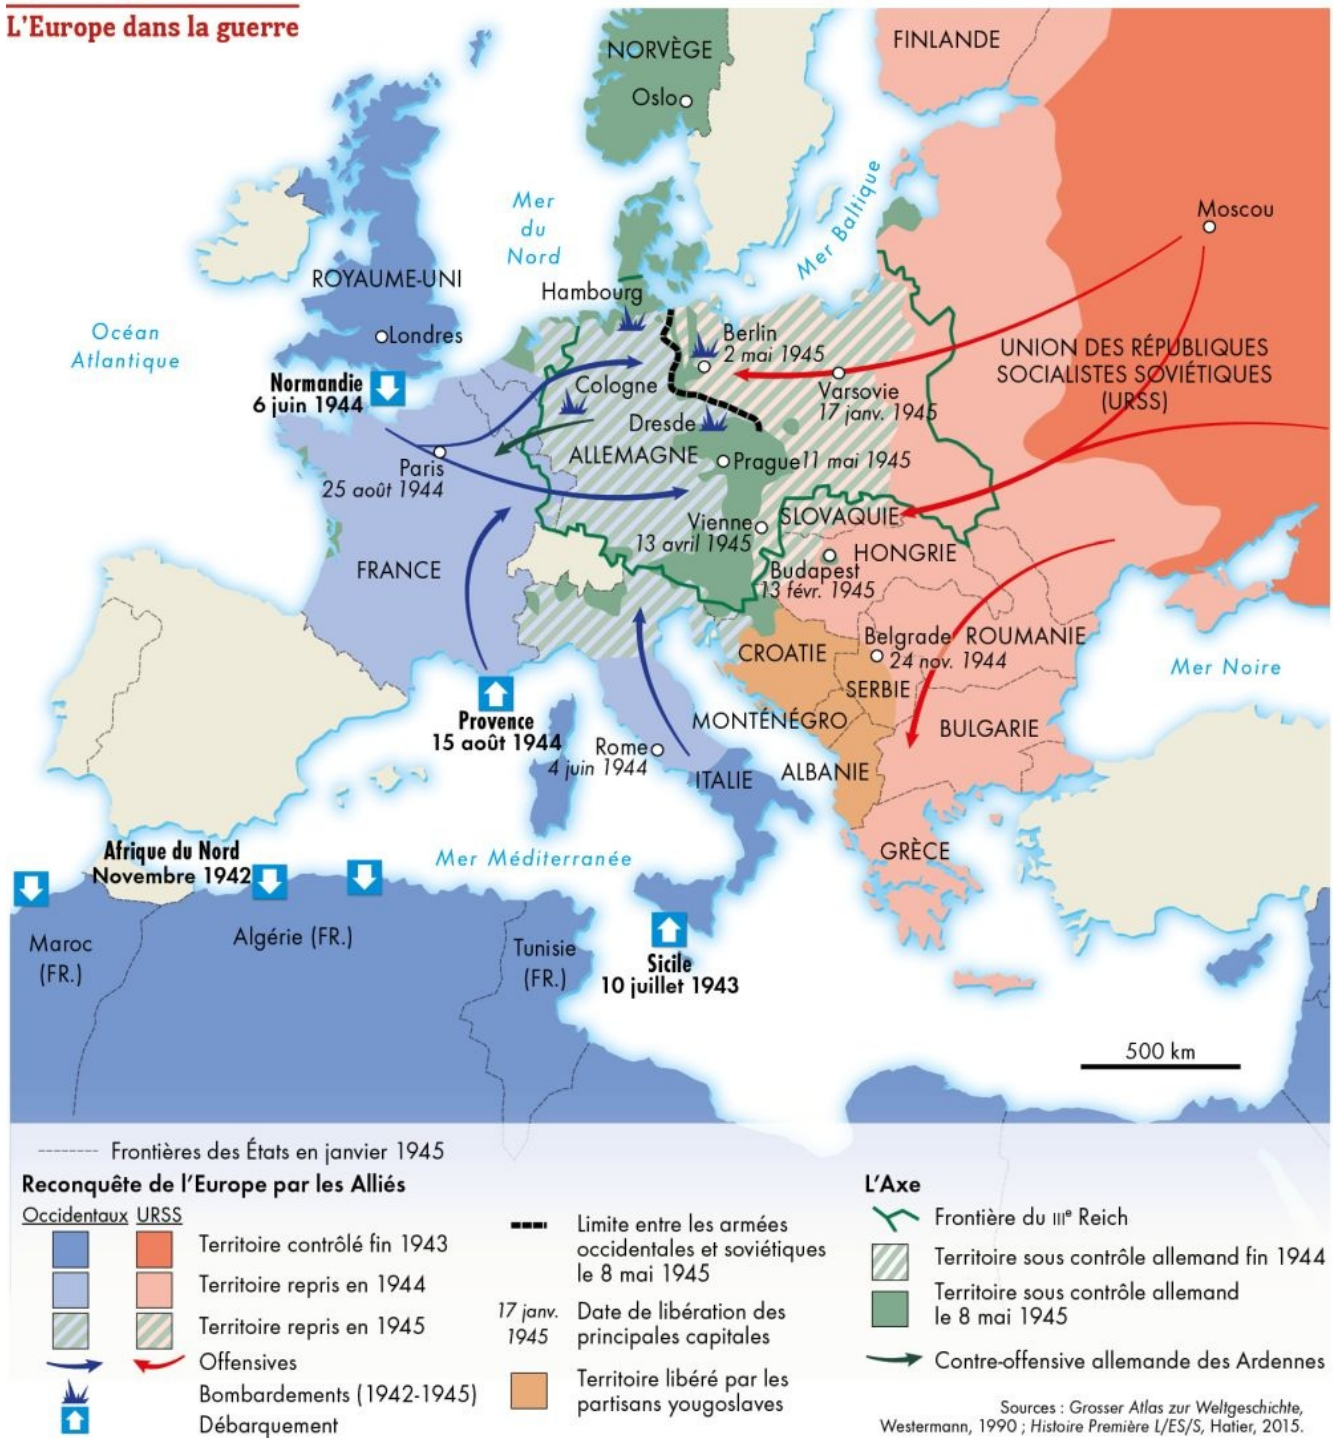 L'Europe dans la guerre
NORVÈGE
Oslo
FINLANDE
Mer
du
Nord
Mer Baltique
Moscou
ROYAUME-UNI
Londres
Océan
Atlantique
Hambourg
Berlin
2 mai 1945
UNION DES RÉPUBLIQUES
SOCIALISTES SOVIÉTIQUES
(URSS)
Normandie
6 juin 1944
Cologne
Varsovie
17 janv. 1945
Dresde
ALLEMAGNE
Prague 11 mai 1945
Paris
25 août 1944
SLOVAQUIE
Vienne
13 avril 1945
HONGRIE
Budapest
13 févr. 1945
FRANCE
Belgrade
24 nov. 1944
ROUMANIE
CROATIE
SERBIE
Mer Noire
Provence
15 août 1944
MONTÉNÉGRO
BULGARIE
Rome
4 juin 1944
ITALIE
ALBANIE
Afrique du Nord
Novembre 1942
Mer Méditerranée
GRÈCE
Maroc
(FR.)
Algérie (FR.)
Tunisie
(FR.)
Sicile
10 juillet 1943
500 km
Frontières des États en janvier 1945
Reconquête de l'Europe par les Alliés
Occidentaux URSS
Territoire contrôlé fin 1943
Territoire repris en 1944
Territoire repris en 1945
Offensives
Bombardements (1942-1945)
Débarquement
Limite entre les armées
occidentales et soviétiques
le 8 mai 1945
17 janv.
1945
Date de libération des
principales capitales
Territoire libéré par les
partisans yougoslaves
L'Axe
Frontière du IIIe Reich
Territoire sous contrôle allemand fin 1944
Territoire sous contrôle allemand
le 8 mai 1945
Contre-offensive allemande des Ardennes
Sources : Grosser Atlas zur Weltgeschichte,
Westermann, 1990 ; Histoire Première L/ES/S, Hatier, 2015.